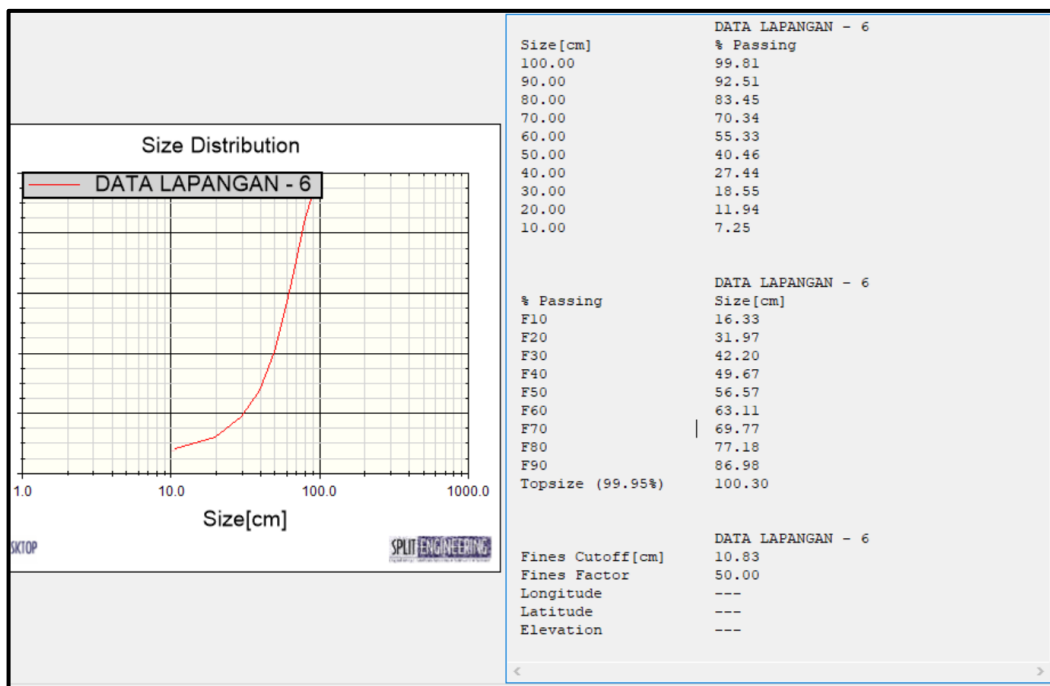 Size Distribution
DATA LAPANGAN - 6
1.0 10.0 100.0 1000.0
Size[cm]
SKTOP
SPLIT ENGINEERING
DATA LAPANGAN - 6
Size[cm] % Passing
100.00 99.81
90.00 92.51
80.00 83.45
70.00 70.34
60.00 55.33
50.00 40.46
40.00 27.44
30.00 18.55
20.00 11.94
10.00 7.25
DATA LAPANGAN - 6
% Passing Size[cm]
F10 16.33
F20 31.97
F30 42.20
F40 49.67
F50 56.57
F60 63.11
F70 69.77
F80 77.18
F90 86.98
Topsize (99.95%) 100.30
DATA LAPANGAN - 6
Fines Cutoff[cm] 10.83
Fines Factor 50.00
Longitude ---
Latitude ---
Elevation ---